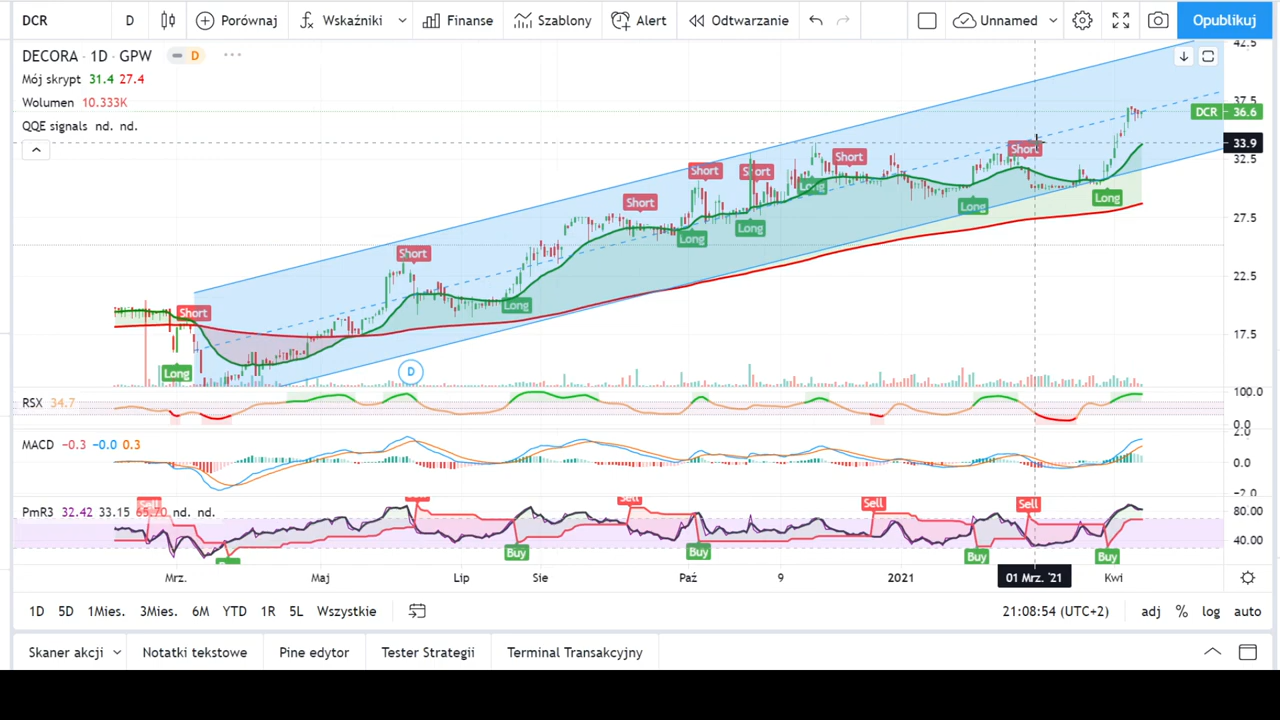 DCR D Porównaj Wskaźniki Finanse Szablony Alert Odtwarzanie Unnamed Opublikuj
DECORA · 1D · GPW D
Mój skrypt 31.4 27.4
Wolumen 10.333K
QQE signals nd. nd.
42.5
37.5
DCR 36.6
33.9
32.5
27.5
22.5
17.5
Short
Long
Short
Long
Short
Short
Long
Short
Long
Long
Short
Long
Short
Long
D
RSX 34.7
100.0
0.0
MACD −0.3 −0.0 0.3
2.0
0.0
−2.0
PmR3 32.42 33.15 65.70 nd. nd.
80.00
40.00
Sell
Sell
Sell
Sell
Sell
Buy
Buy
Buy
Buy
Mrz. Maj Lip Sie Paź 9 2021 01 Mrz. '21 Kwi
1D 5D 1Mies. 3Mies. 6M YTD 1R 5L Wszystkie 21:08:54 (UTC+2) adj % log auto
Skaner akcji Notatki tekstowe Pine edytor Tester Strategii Terminal Transakcyjny